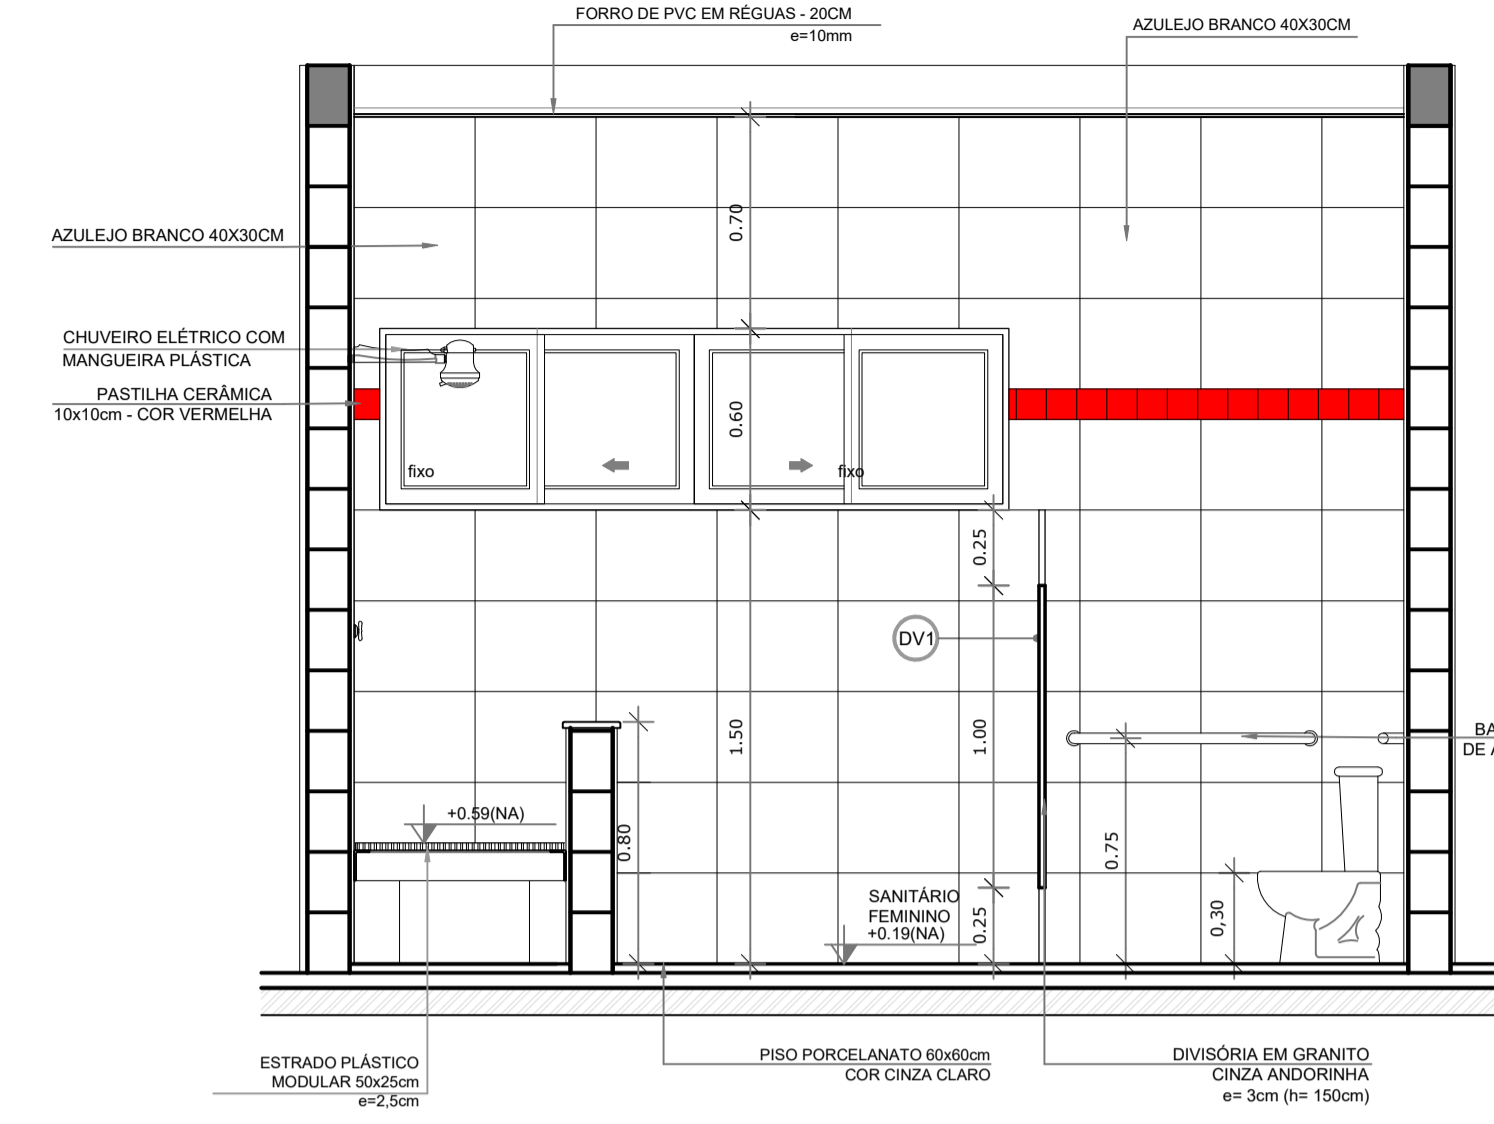 FORRO DE PVC EM RÉGUAS - 20CM
e=10mm
AZULEJO BRANCO 40X30CM
0.70
AZULEJO BRANCO 40X30CM
CHUVEIRO ELÉTRICO COM
MANGUEIRA PLÁSTICA
PASTILHA CERÂMICA
10x10cm - COR VERMELHA
0.60
fixo
fixo
0.25
DV1
1.50
1.00
BA
DE A
+0.59(NA)
0.80
0.75
SANITÁRIO
FEMININO
+0.19(NA)
0.25
0,30
ESTRADO PLÁSTICO
MODULAR 50x25cm
e=2,5cm
PISO PORCELANATO 60x60cm
COR CINZA CLARO
DIVISÓRIA EM GRANITO
CINZA ANDORINHA
e= 3cm (h= 150cm)